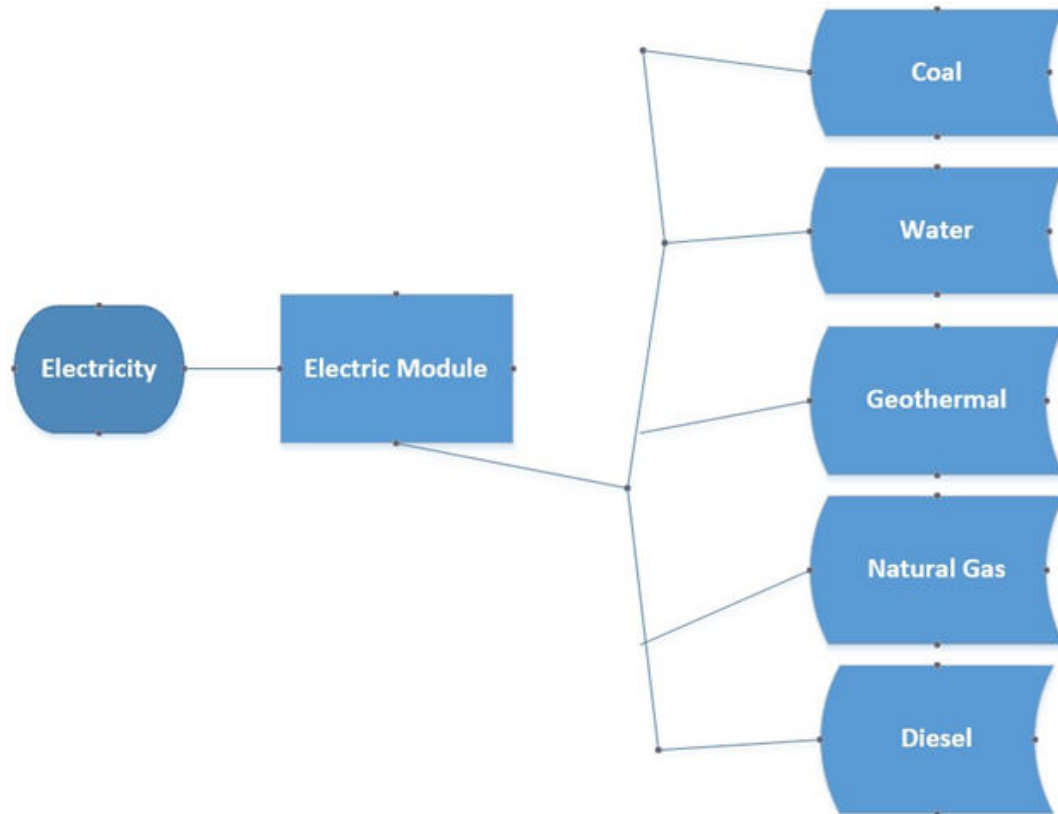 Coal
Water
Electricity
Electric Module
Geothermal
Natural Gas
Diesel